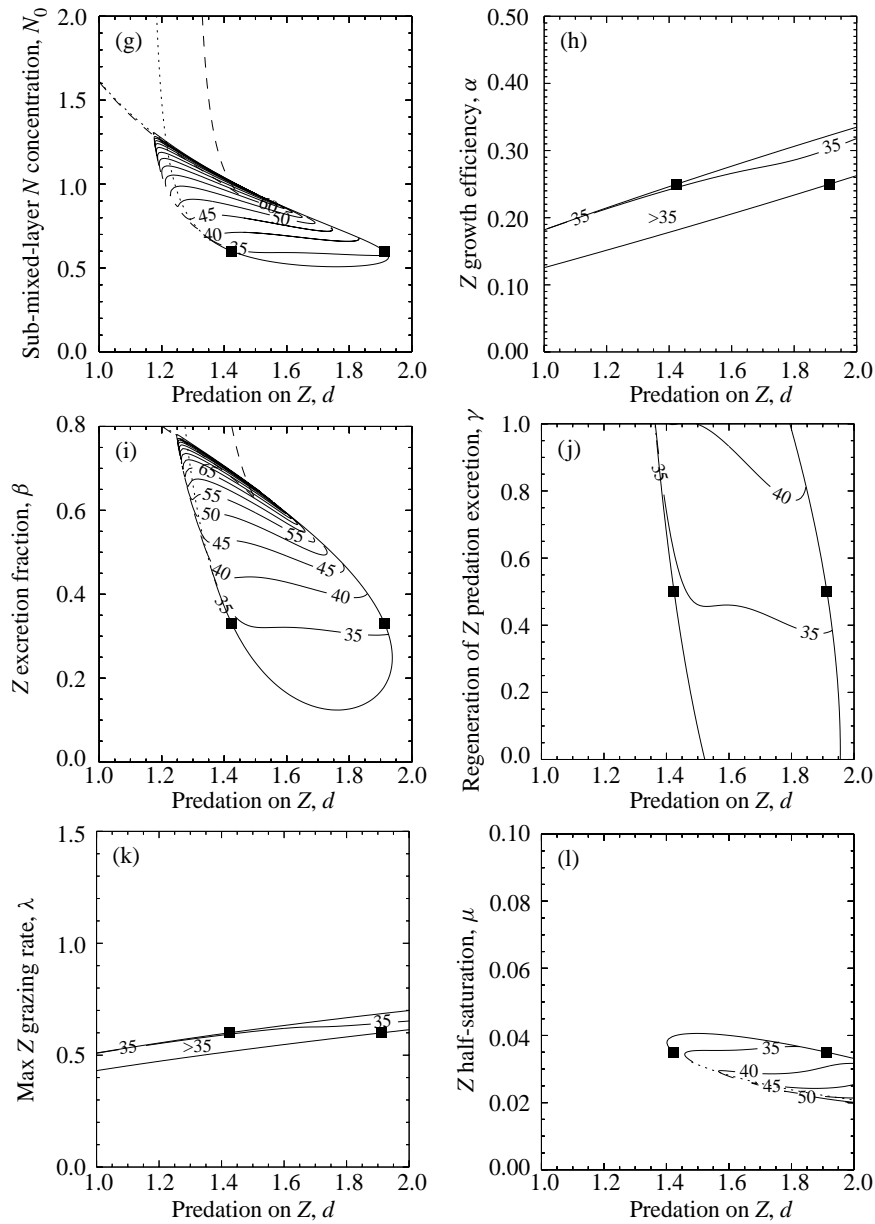 (g)
Sub-mixed-layer N concentration, N₀
2.0
1.5
1.0
0.5
0.0
60
50
45
40
35
1.0 1.2 1.4 1.6 1.8 2.0
Predation on Z, d
(h)
Z growth efficiency, α
0.50
0.40
0.30
0.20
0.10
0.00
35
35
>35
1.0 1.2 1.4 1.6 1.8 2.0
Predation on Z, d
(i)
Z excretion fraction, β
0.8
0.6
0.4
0.2
0.0
65
55
50
55
45
45
40
40
35
35
1.0 1.2 1.4 1.6 1.8 2.0
Predation on Z, d
(j)
Regeneration of Z predation excretion, γ
1.0
0.8
0.6
0.4
0.2
0.0
35
40
35
1.0 1.2 1.4 1.6 1.8 2.0
Predation on Z, d
(k)
Max Z grazing rate, λ
1.5
1.0
0.5
0.0
35
35
>35
1.0 1.2 1.4 1.6 1.8 2.0
Predation on Z, d
(l)
Z half-saturation, μ
0.10
0.08
0.06
0.04
0.02
0.00
35
40
45
50
1.0 1.2 1.4 1.6 1.8 2.0
Predation on Z, d